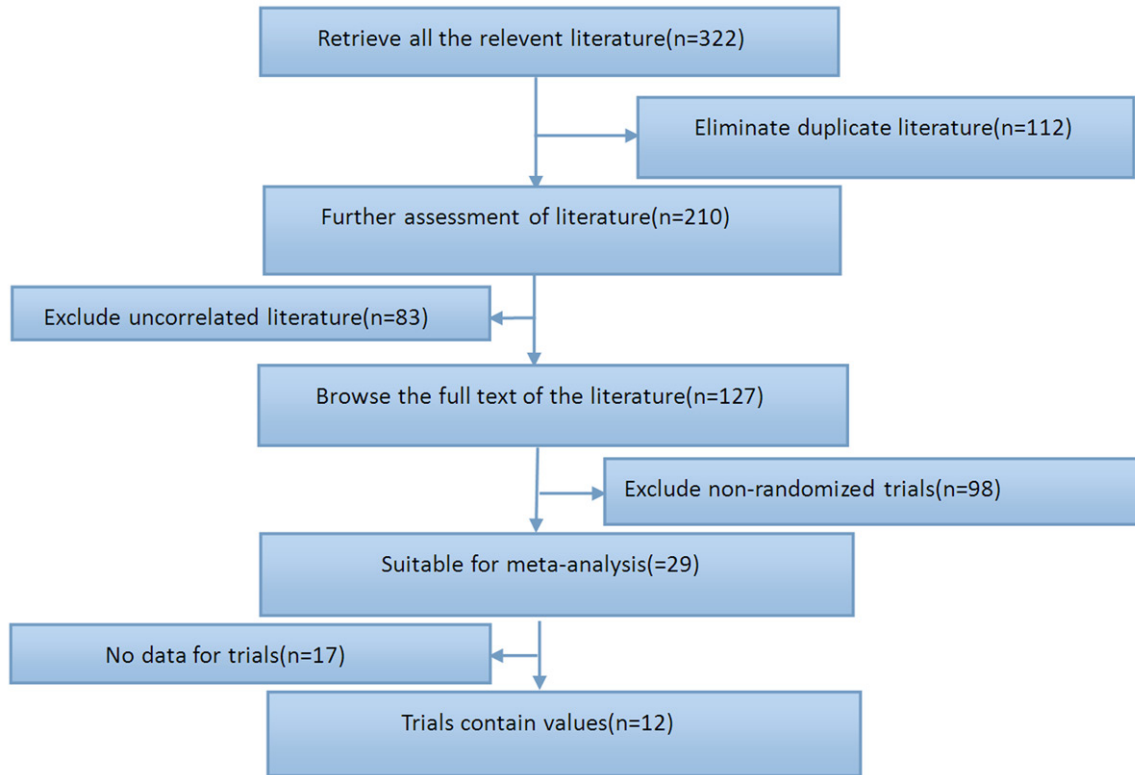 Retrieve all the relevent literature(n=322)
Eliminate duplicate literature(n=112)
Further assessment of literature(n=210)
Exclude uncorrelated literature(n=83)
Browse the full text of the literature(n=127)
Exclude non-randomized trials(n=98)
Suitable for meta-analysis(=29)
No data for trials(n=17)
Trials contain values(n=12)